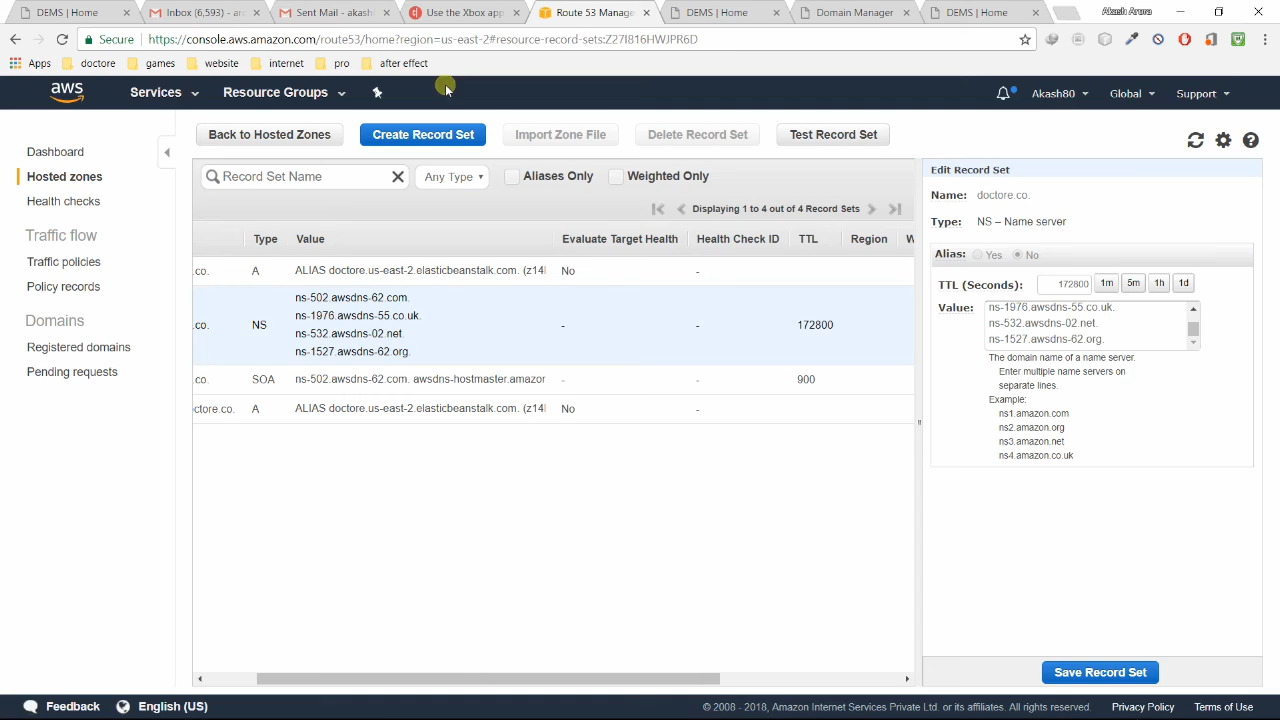 DEMS | Home
Inbox (6,593) - arc
Sent Mail - akash
Use the Xbox app
Route 53 Manage
DEMS | Home
Domain Manager
DEMS | Home
Akash Arora
Secure
https://console.aws.amazon.com/route53/home?region=us-east-2#resource-record-sets:Z27I816HWJPR6D
Apps
doctore
games
website
internet
pro
after effect
aws
Services
Resource Groups
Akash80
Global
Support
Dashboard
Hosted zones
Health checks
Traffic flow
Traffic policies
Policy records
Domains
Registered domains
Pending requests
Back to Hosted Zones
Create Record Set
Import Zone File
Delete Record Set
Test Record Set
Record Set Name
Any Type
Aliases Only
Weighted Only
Displaying 1 to 4 out of 4 Record Sets
Type Value Evaluate Target Health Health Check ID TTL Region W
.co. A ALIAS doctore.us-east-2.elasticbeanstalk.com. (z14l No -
ns-502.awsdns-62.com.
ns-1976.awsdns-55.co.uk.
.co. NS ns-532.awsdns-02.net. - - 172800
ns-1527.awsdns-62.org.
.co. SOA ns-502.awsdns-62.com. awsdns-hostmaster.amazor - - 900
ctore.co. A ALIAS doctore.us-east-2.elasticbeanstalk.com. (z14l No -
Edit Record Set
Name: doctore.co.
Type: NS – Name server
Alias: Yes No
TTL (Seconds): 172800 1m 5m 1h 1d
Value: ns-1976.awsdns-55.co.uk.
ns-532.awsdns-02.net.
ns-1527.awsdns-62.org.
The domain name of a name server.
Enter multiple name servers on
separate lines.
Example:
ns1.amazon.com
ns2.amazon.org
ns3.amazon.net
ns4.amazon.co.uk
Save Record Set
Feedback
English (US)
© 2008 - 2018, Amazon Internet Services Private Ltd. or its affiliates. All rights reserved.
Privacy Policy
Terms of Use